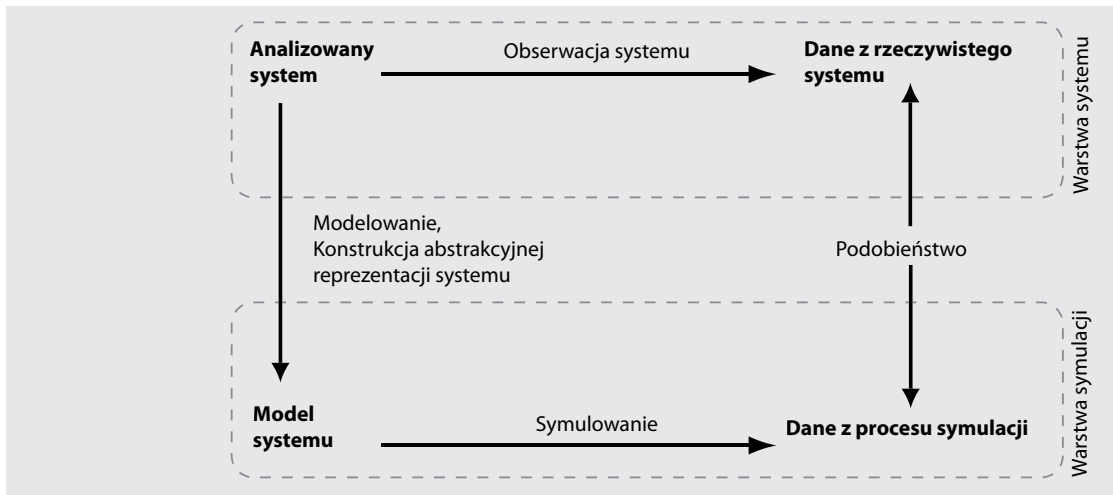 Analizowany
system
Obserwacja systemu
Dane z rzeczywistego
systemu
Warstwa systemu
Modelowanie,
Konstrukcja abstrakcyjnej
reprezentacji systemu
Podobieństwo
Model
systemu
Symulowanie
Dane z procesu symulacji
Warstwa symulacji